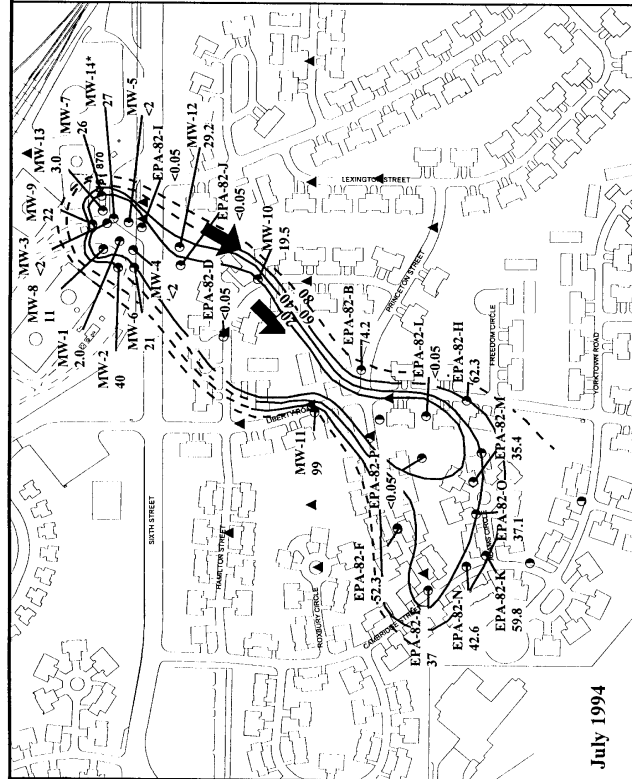 MW-13
3.0
MW-7
26
MW-14*
27
MW-5
<2
EPA-82-I
<0.05
MW-12
29.2
EPA-82-J
<0.05
MW-10
19.5
MW-9
22
MW-3
<2
MW-8
11
MW-1
2.0
MW-2
40
MW-6
21
MW-4
<2
EPA-82-D
<0.05
870
SIXTH STREET
LEXINGTON STREET
HAMILTON STREET
LIBERTY ROAD
PRINCETON STREET
ROXBURY CIRCLE
CAMBRIDGE STREET
FREEDOM CIRCLE
YORKTOWN ROAD
CIRCLE
20
40
60
80
EPA-82-B
74.2
EPA-82-L
<0.05
EPA-82-H
62.3
EPA-82-M
35.4
EPA-82-O
37.1
EPA-82-K
59.8
EPA-82-N
42.6
37
EPA-82-F
52.3
EPA-82-P
<0.05
MW-11
99
July 1994